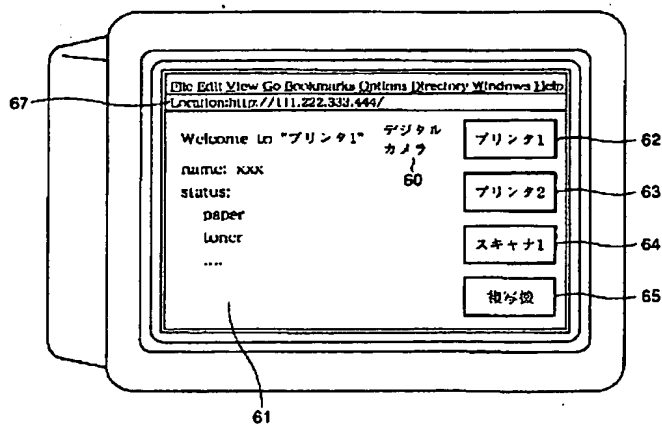 File Edit View Go Bookmarks Options Directory Windows Help
67
Location:http://111.222.333.444/
Welcome to "プリンタ1"
デジタル
カメラ
60
プリンタ1
62
name: xxx
status:
プリンタ2
63
paper
toner
スキャナ1
64
....
複写機
65
61